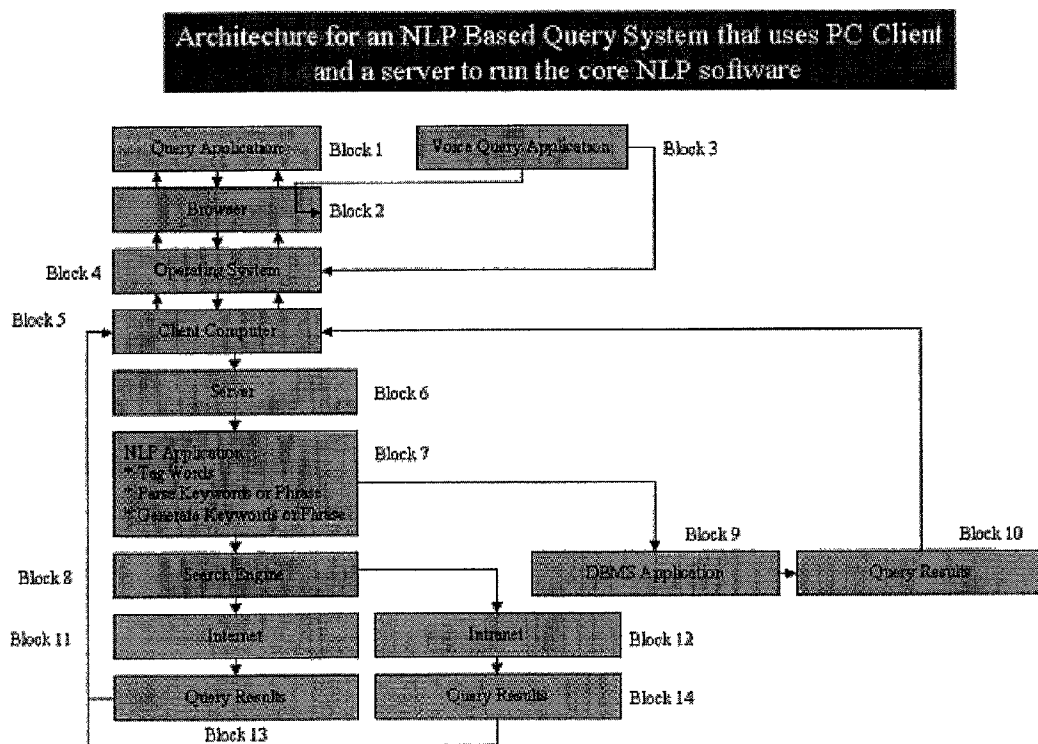 Architecture for an NLP Based Query System that uses PC Client
and a server to run the core NLP software
Query Application
Block 1
Voice Query Application
Block 3
Browser
Block 2
Block 4
Operating System
Block 5
Client Computer
Server
Block 6
NLP Application
* Tag Words
* Parse Keywords or Phrase
* Generate Keywords or Phrase
Block 7
Block 9
Block 10
Block 8
Search Engine
DBMS Application
Query Results
Block 11
Internet
Intranet
Block 12
Query Results
Query Results
Block 14
Block 13